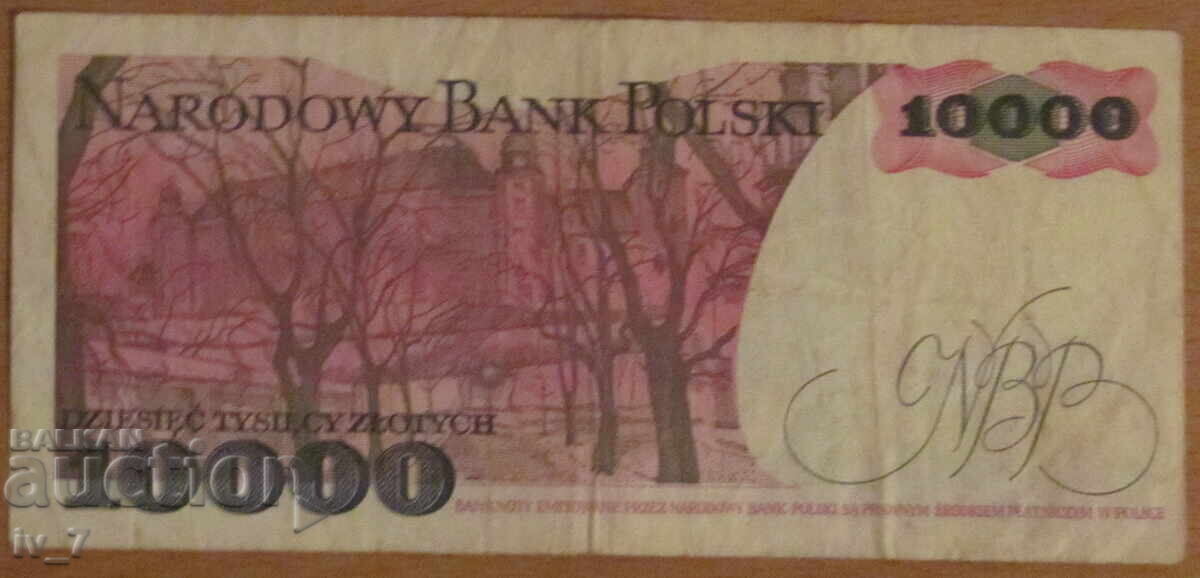 NARODOWY BANK POLSKI
10000
NBP
DZIESIĘĆ TYSIĘCY ZŁOTYCH
10000
BANKNOTY EMITOWANE PRZEZ NARODOWY BANK POLSKI SĄ PRAWNYM ŚRODKIEM PŁATNICZYM W POLSCE
BALKAN
auction
iv_7